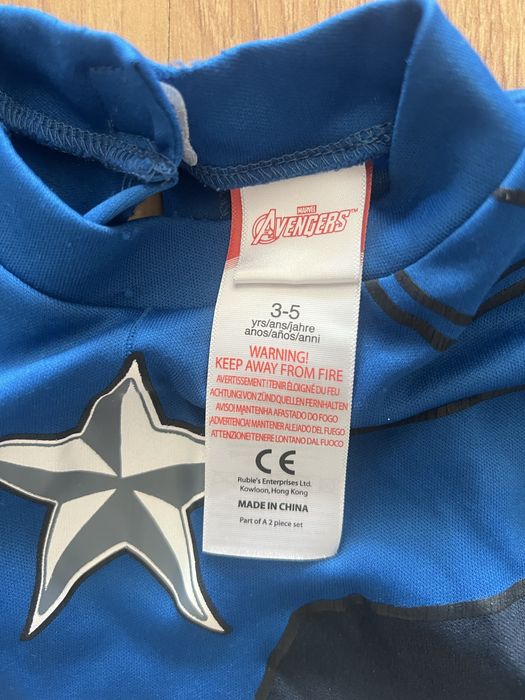 MARVEL
AVENGERS
3-5
yrs/ans/jahre
anos/años/anni
WARNING!
KEEP AWAY FROM FIRE
AVERTISSEMENT ! TENIR ÉLOIGNÉ DU FEU
ACHTUNG! VON ZÜNDQUELLEN FERNHALTEN
AVISO! MANTENHA AFASTADO DO FOGO
¡ADVERTENCIA! MANTENER ALEJADO DEL FUEGO
ATTENZIONE TENERE LONTANO DAL FUOCO
CE
Rubie's Enterprises Ltd.
Kowloon, Hong Kong
MADE IN CHINA
Part of A 2 piece set